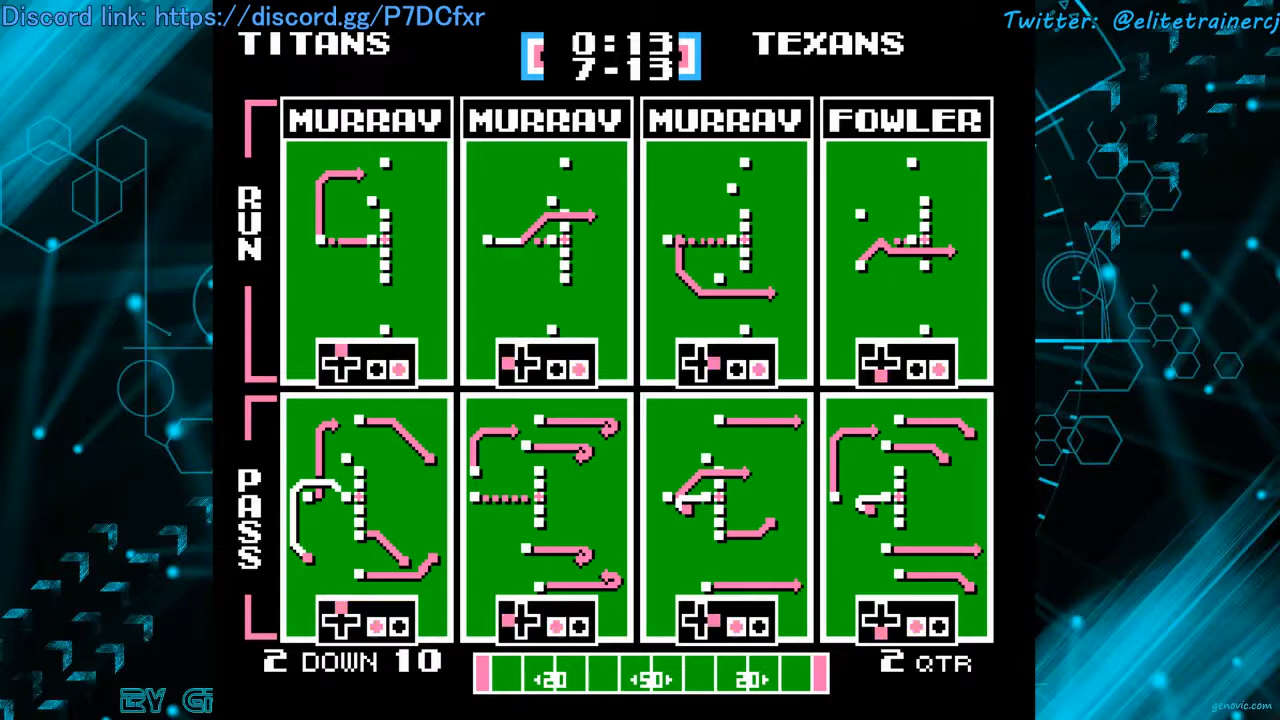 Discord link: https://discord.gg/P7DCfxr
Twitter: @elitetrainercj
TITANS
0:13
TEXANS
7-13
MURRAY
MURRAY
MURRAY
FOWLER
RUN
PASS
2 DOWN 10
20
50
20
2 QTR
BY G
genovic.com